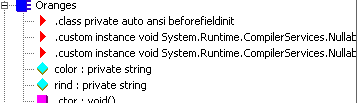 Oranges
.class private auto ansi beforefieldinit
.custom instance void System.Runtime.CompilerServices.Nullab
.custom instance void System.Runtime.CompilerServices.Nullab
color : private string
rind : private string
.ctor : void()